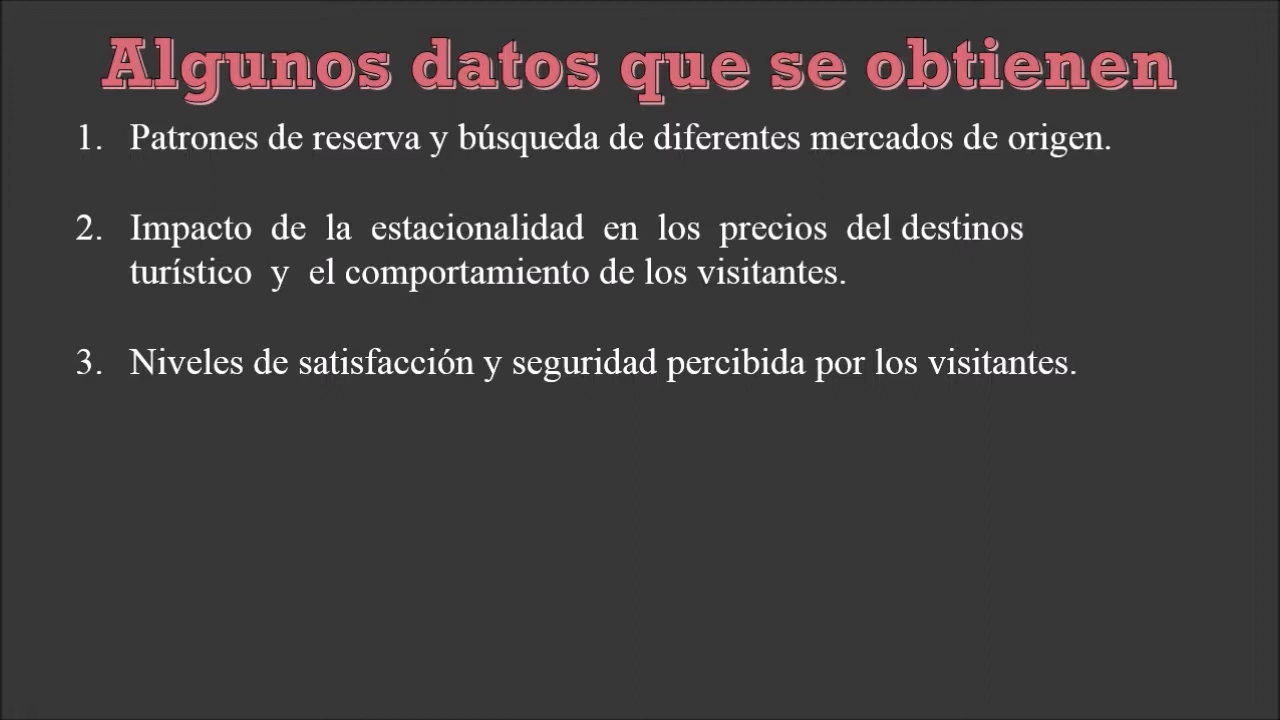 Algunos datos que se obtienen
1. Patrones de reserva y búsqueda de diferentes mercados de origen.
2. Impacto de la estacionalidad en los precios del destinos
turístico y el comportamiento de los visitantes.
3. Niveles de satisfacción y seguridad percibida por los visitantes.